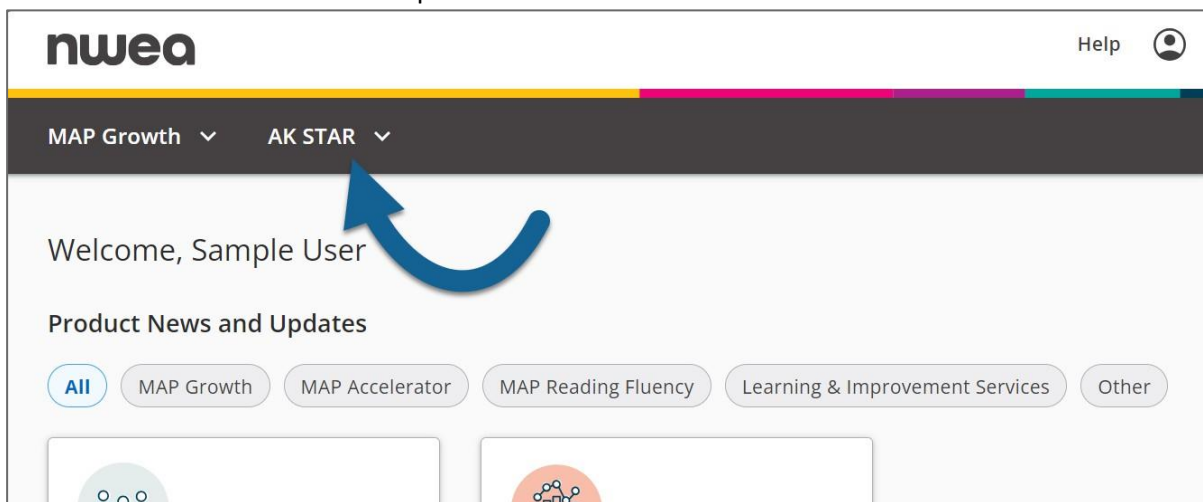 nwea
Help
MAP Growth AK STAR
Welcome, Sample User
Product News and Updates
All MAP Growth MAP Accelerator MAP Reading Fluency Learning & Improvement Services Other